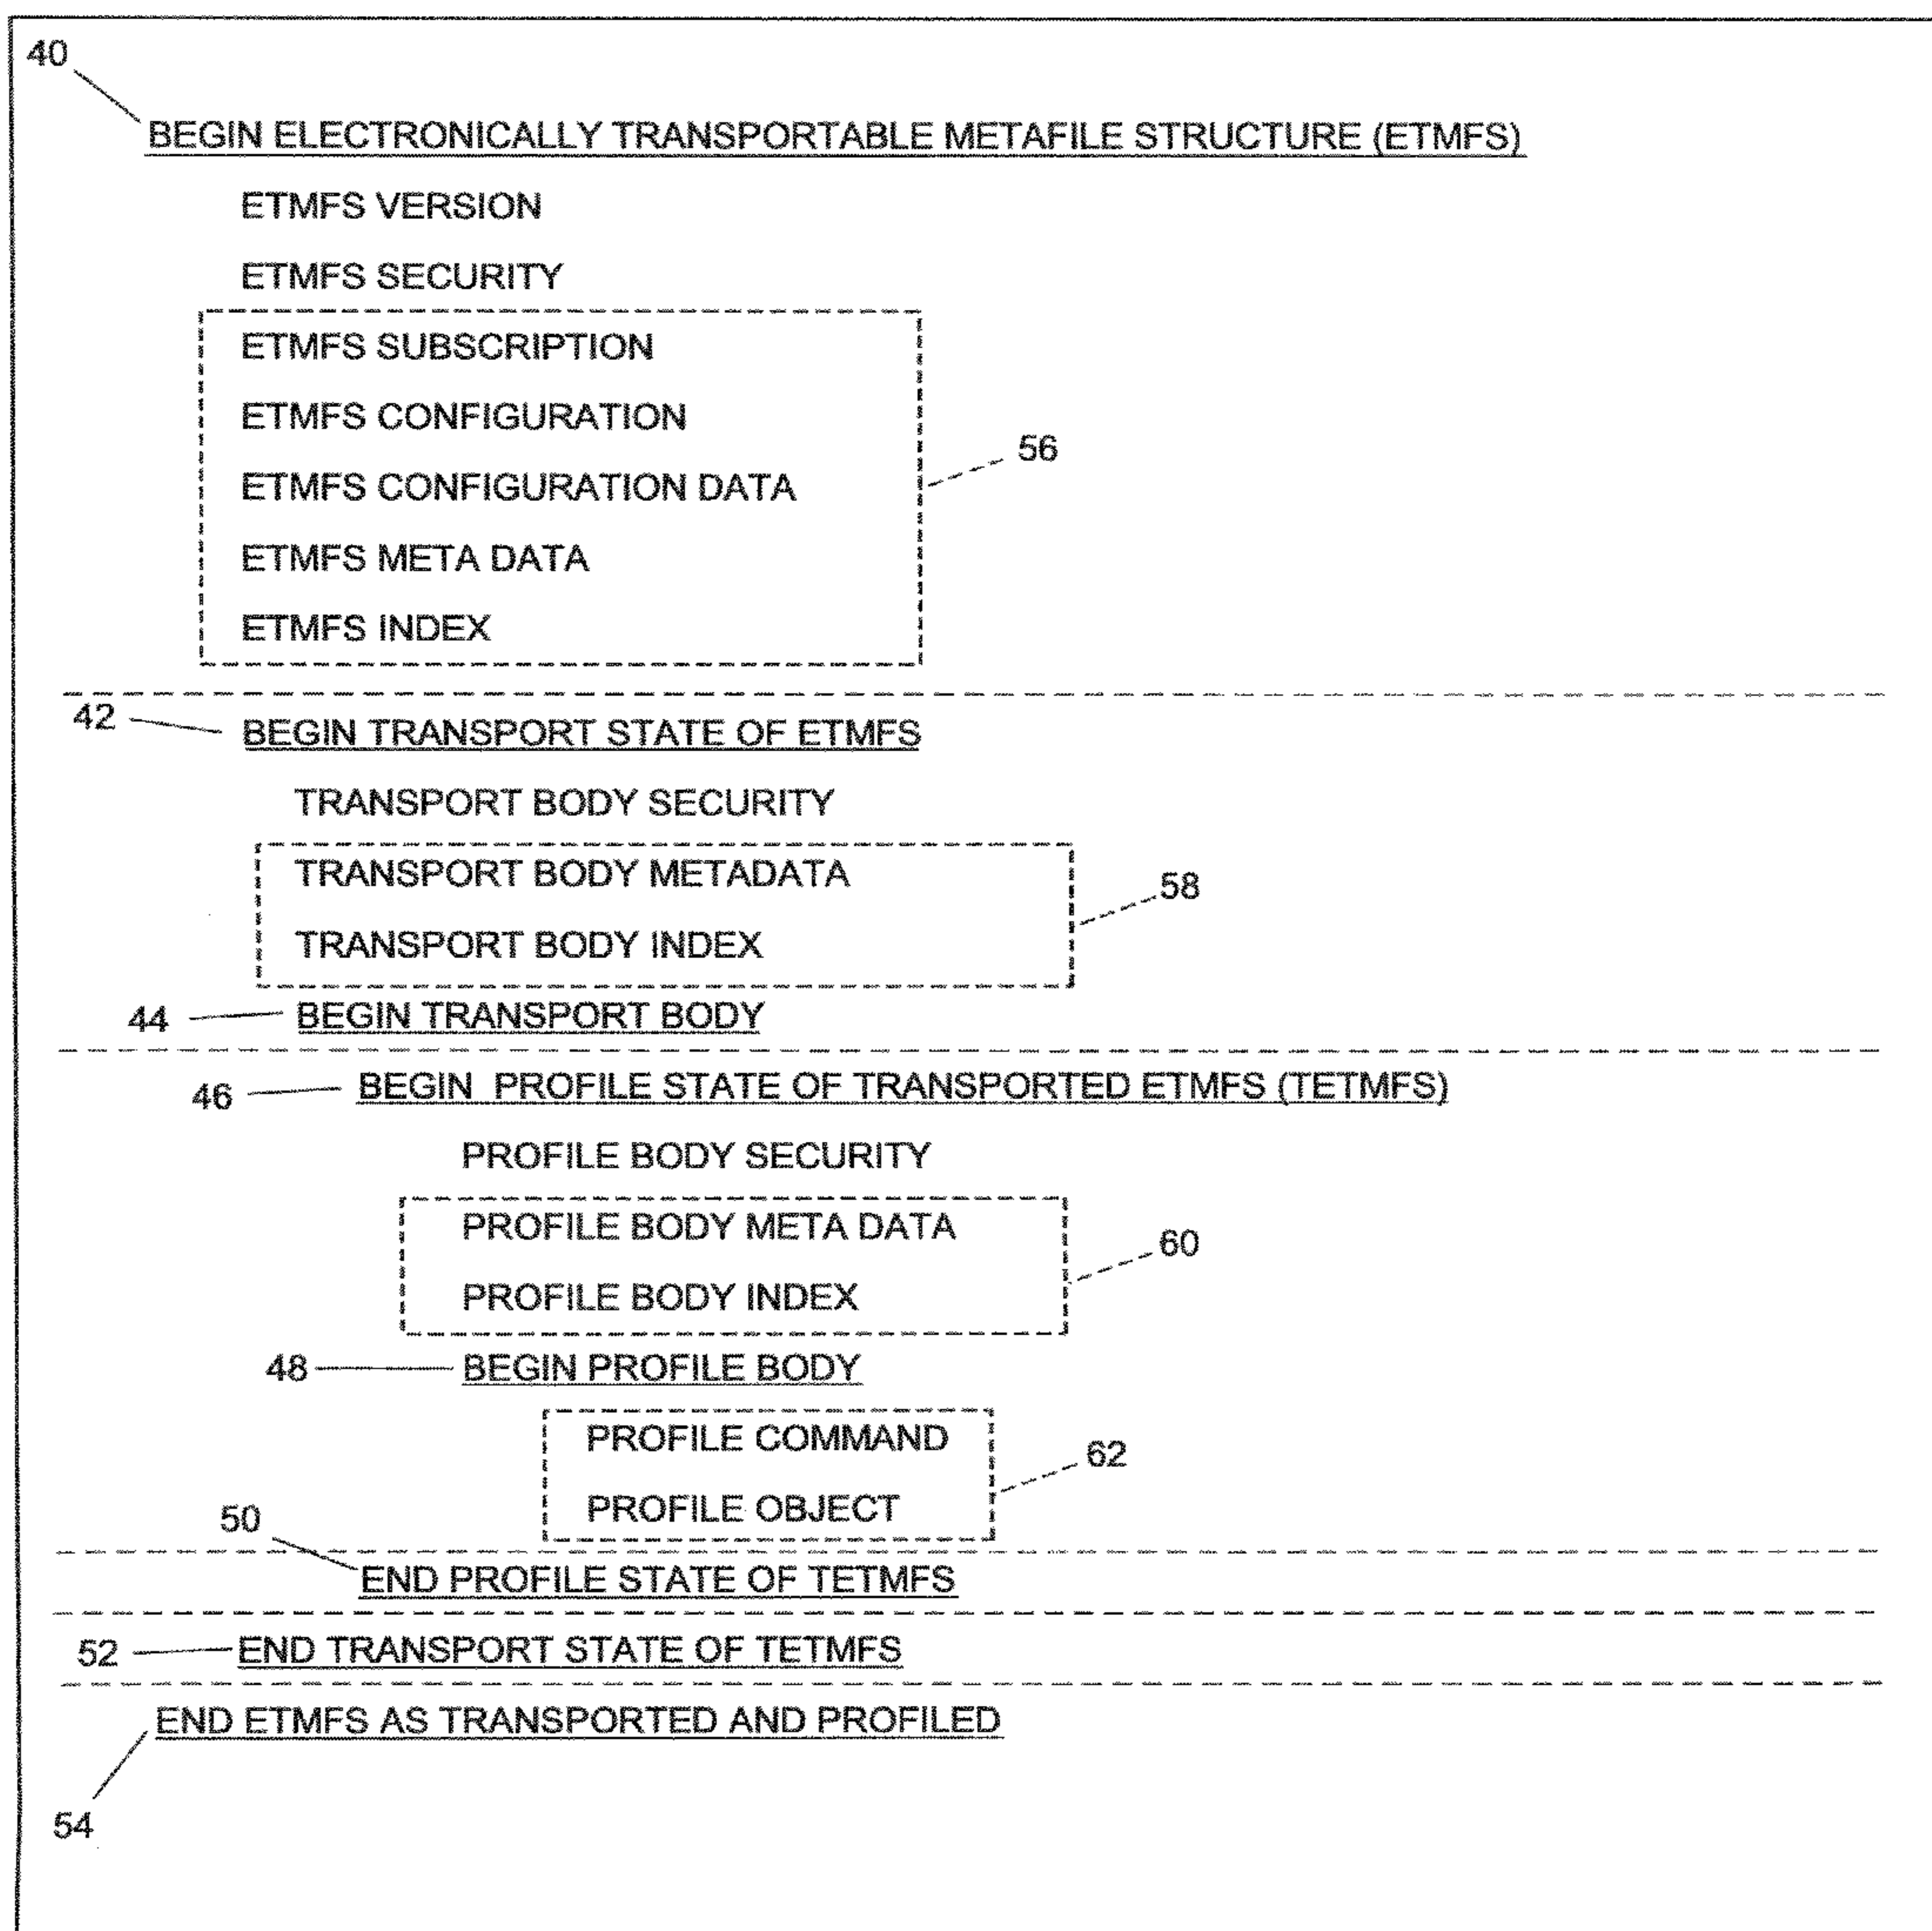 40
BEGIN ELECTRONICALLY TRANSPORTABLE METAFILE STRUCTURE (ETMFS)
ETMFS VERSION
ETMFS SECURITY
ETMFS SUBSCRIPTION
ETMFS CONFIGURATION
56
ETMFS CONFIGURATION DATA
ETMFS META DATA
ETMFS INDEX
42 BEGIN TRANSPORT STATE OF ETMFS
TRANSPORT BODY SECURITY
TRANSPORT BODY METADATA
58
TRANSPORT BODY INDEX
44 BEGIN TRANSPORT BODY
46 BEGIN PROFILE STATE OF TRANSPORTED ETMFS (TETMFS)
PROFILE BODY SECURITY
PROFILE BODY META DATA
60
PROFILE BODY INDEX
48 BEGIN PROFILE BODY
PROFILE COMMAND
62
PROFILE OBJECT
50
END PROFILE STATE OF TETMFS
52 END TRANSPORT STATE OF TETMFS
END ETMFS AS TRANSPORTED AND PROFILED
54